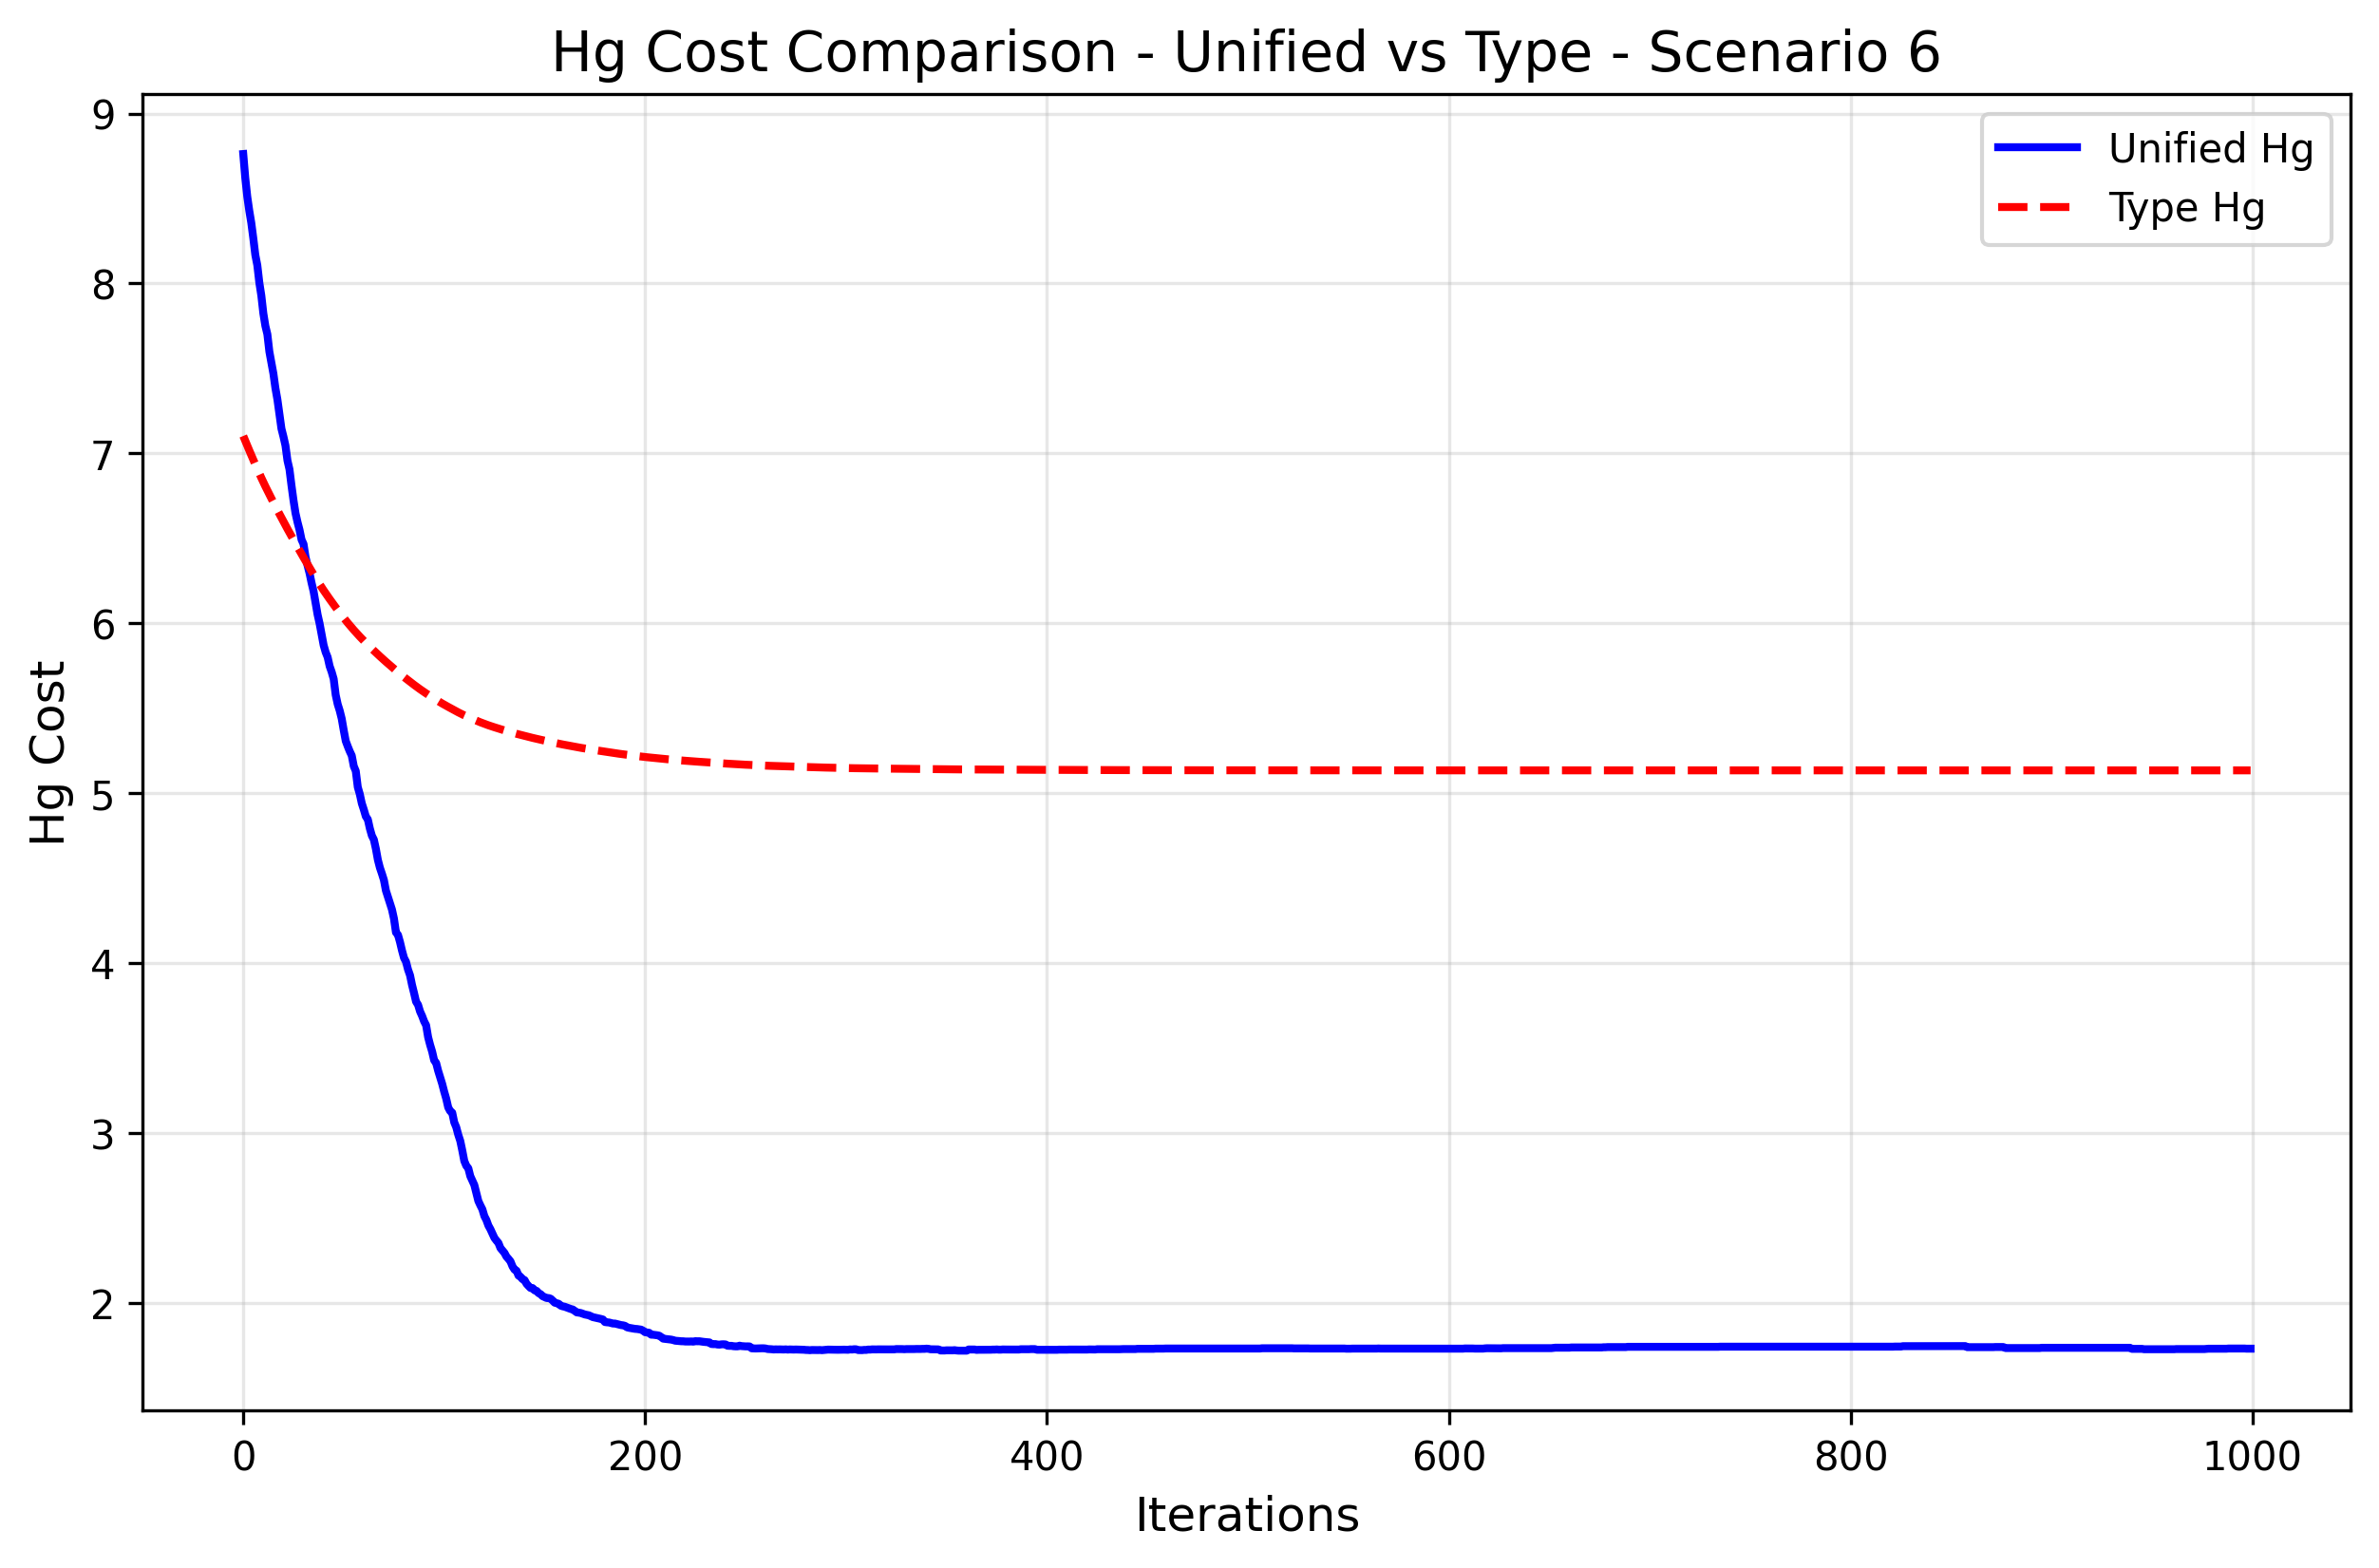 Hg Cost Comparison - Unified vs Type - Scenario 6
Unified Hg
Type Hg
Hg Cost
9
8
7
6
5
4
3
2
0 200 400 600 800 1000
Iterations